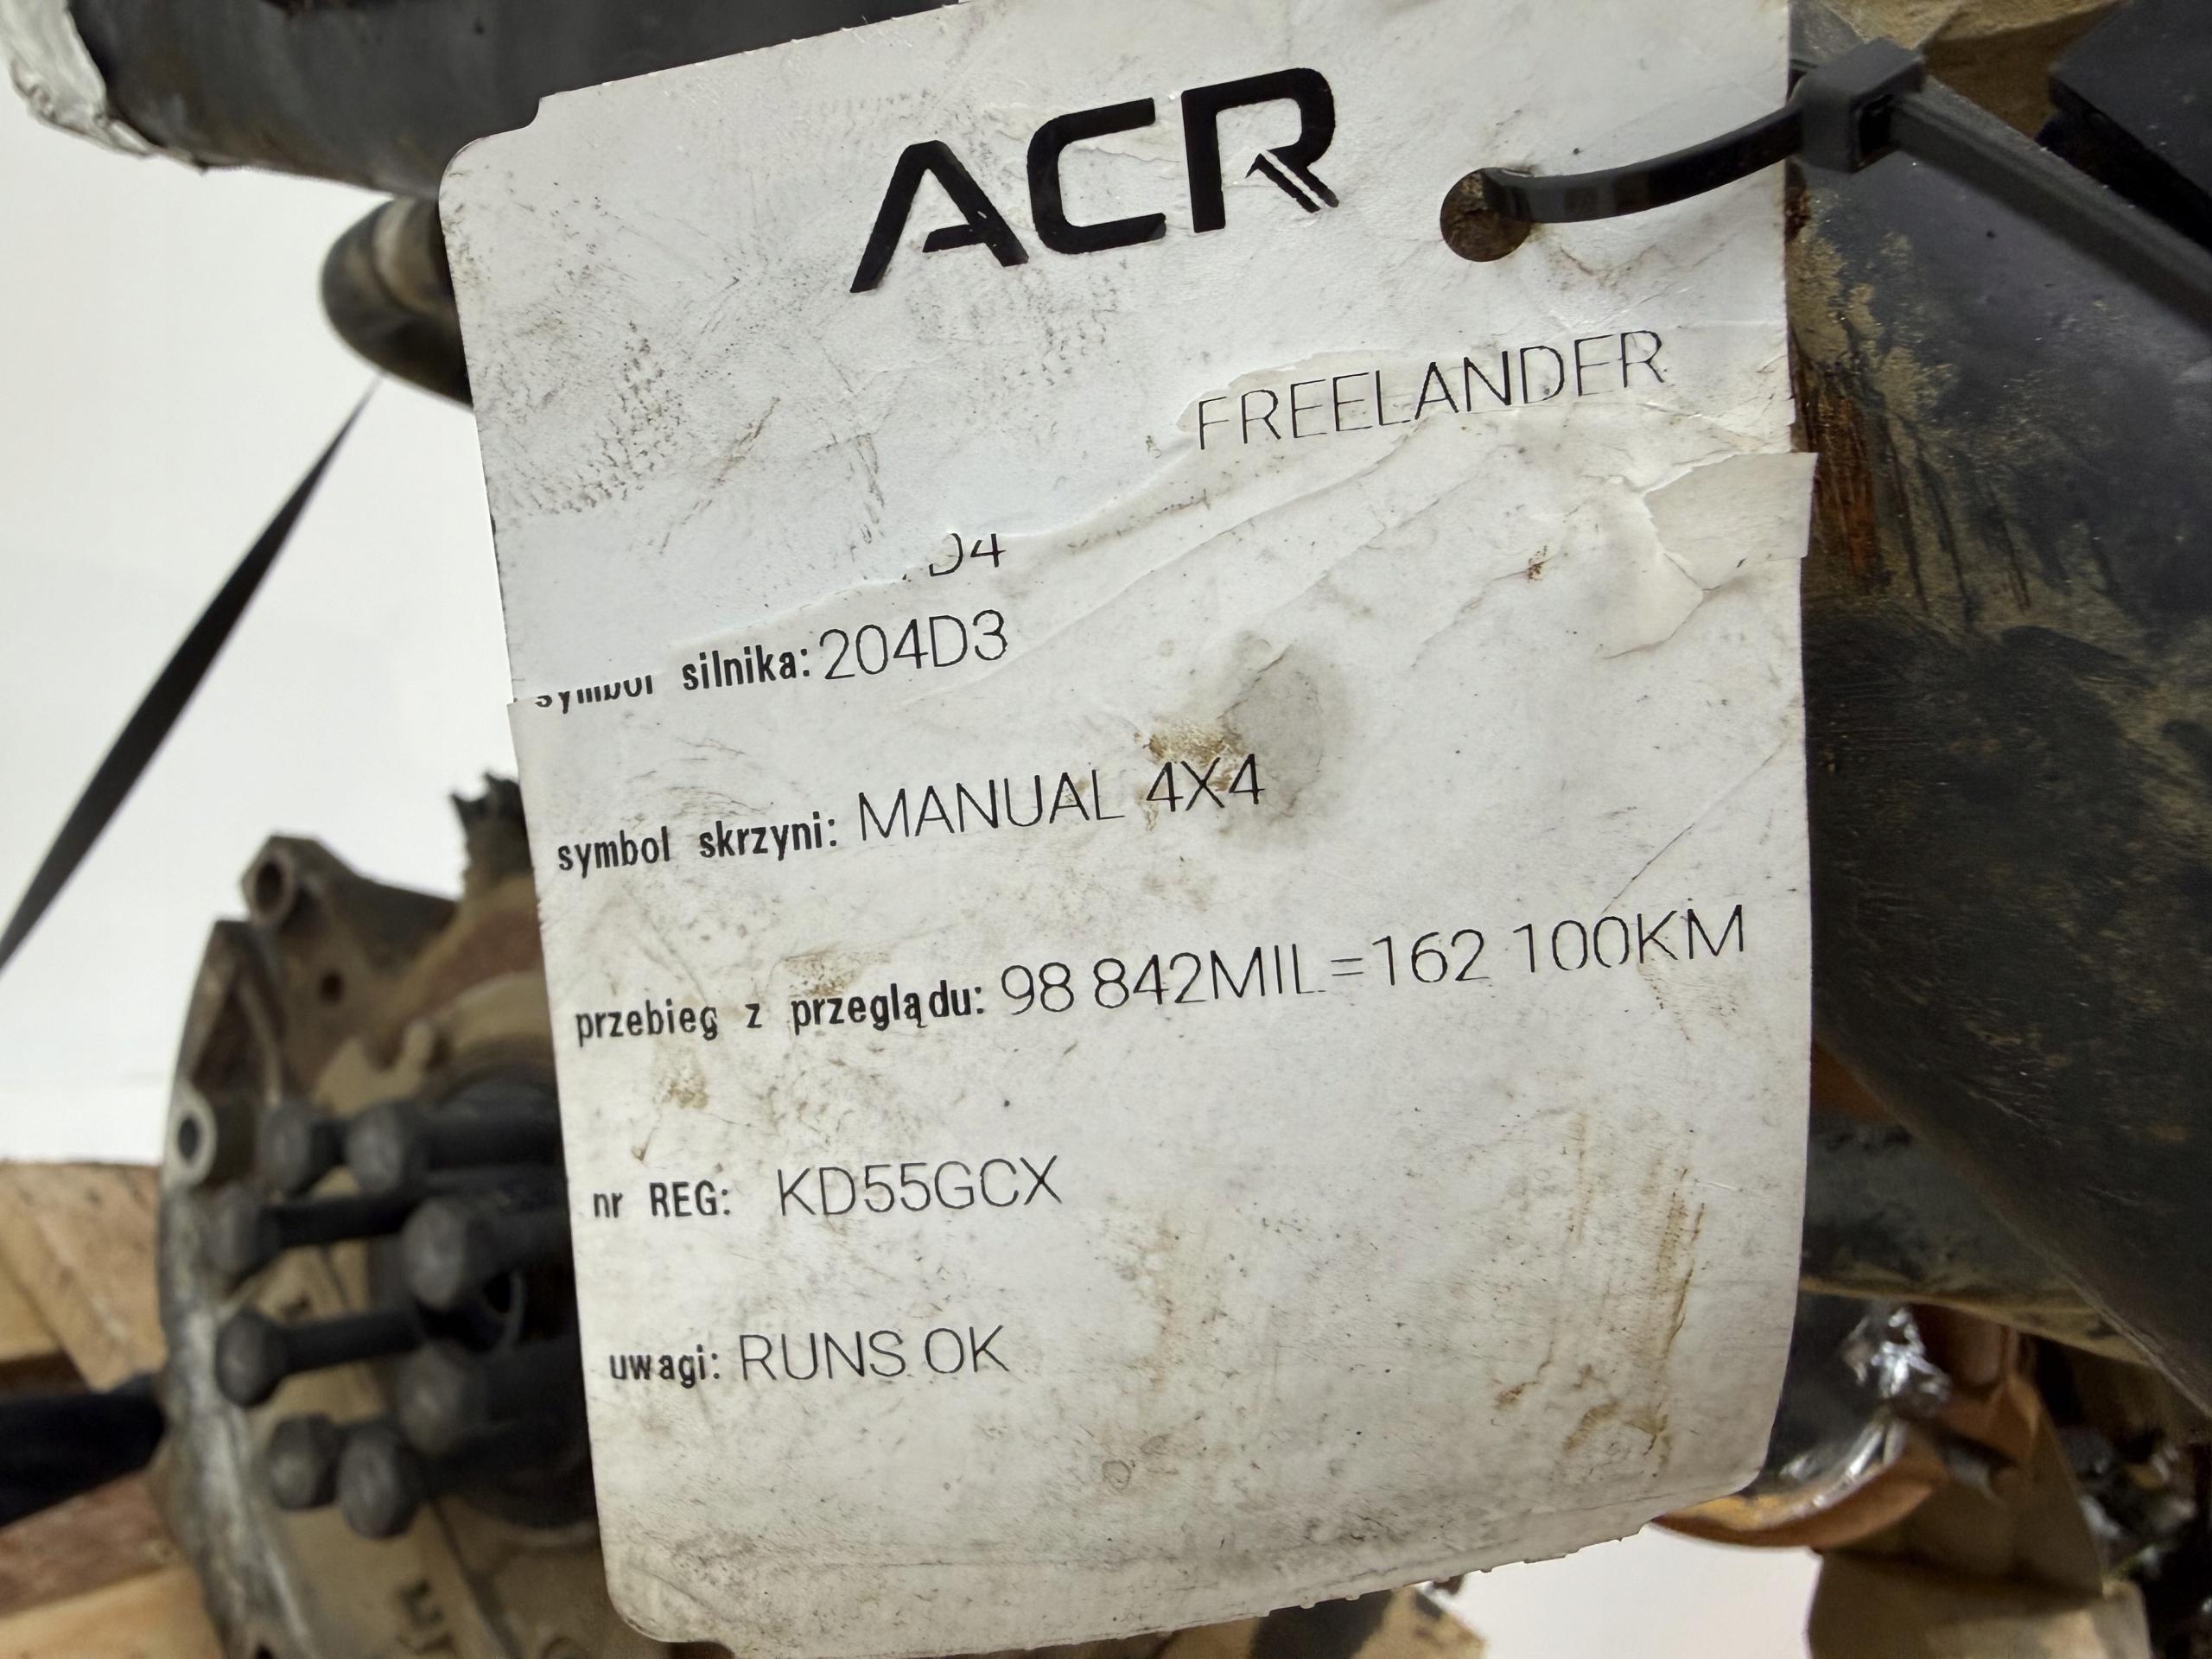 ACR
FREELANDER
symbol silnika: 204D3
symbol skrzyni: MANUAL 4X4
przebieg z przeglądu: 98 842MIL=162 100KM
nr REG: KD55GCX
uwagi: RUNS OK